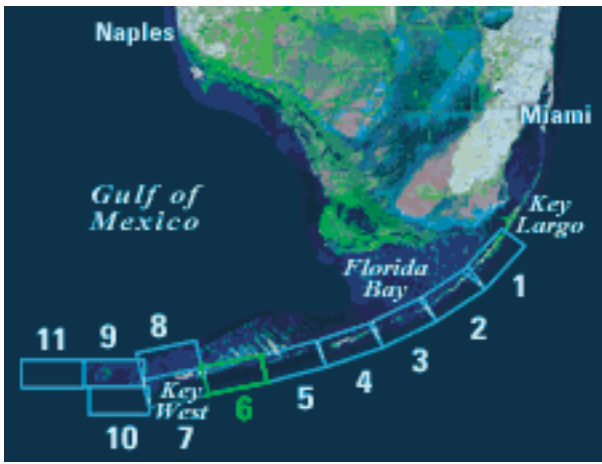 Naples
Miami
Gulf of
Mexico
Key
Largo
Florida
Bay
1
2
3
4
5
6
Key
West
7
8
9
10
11